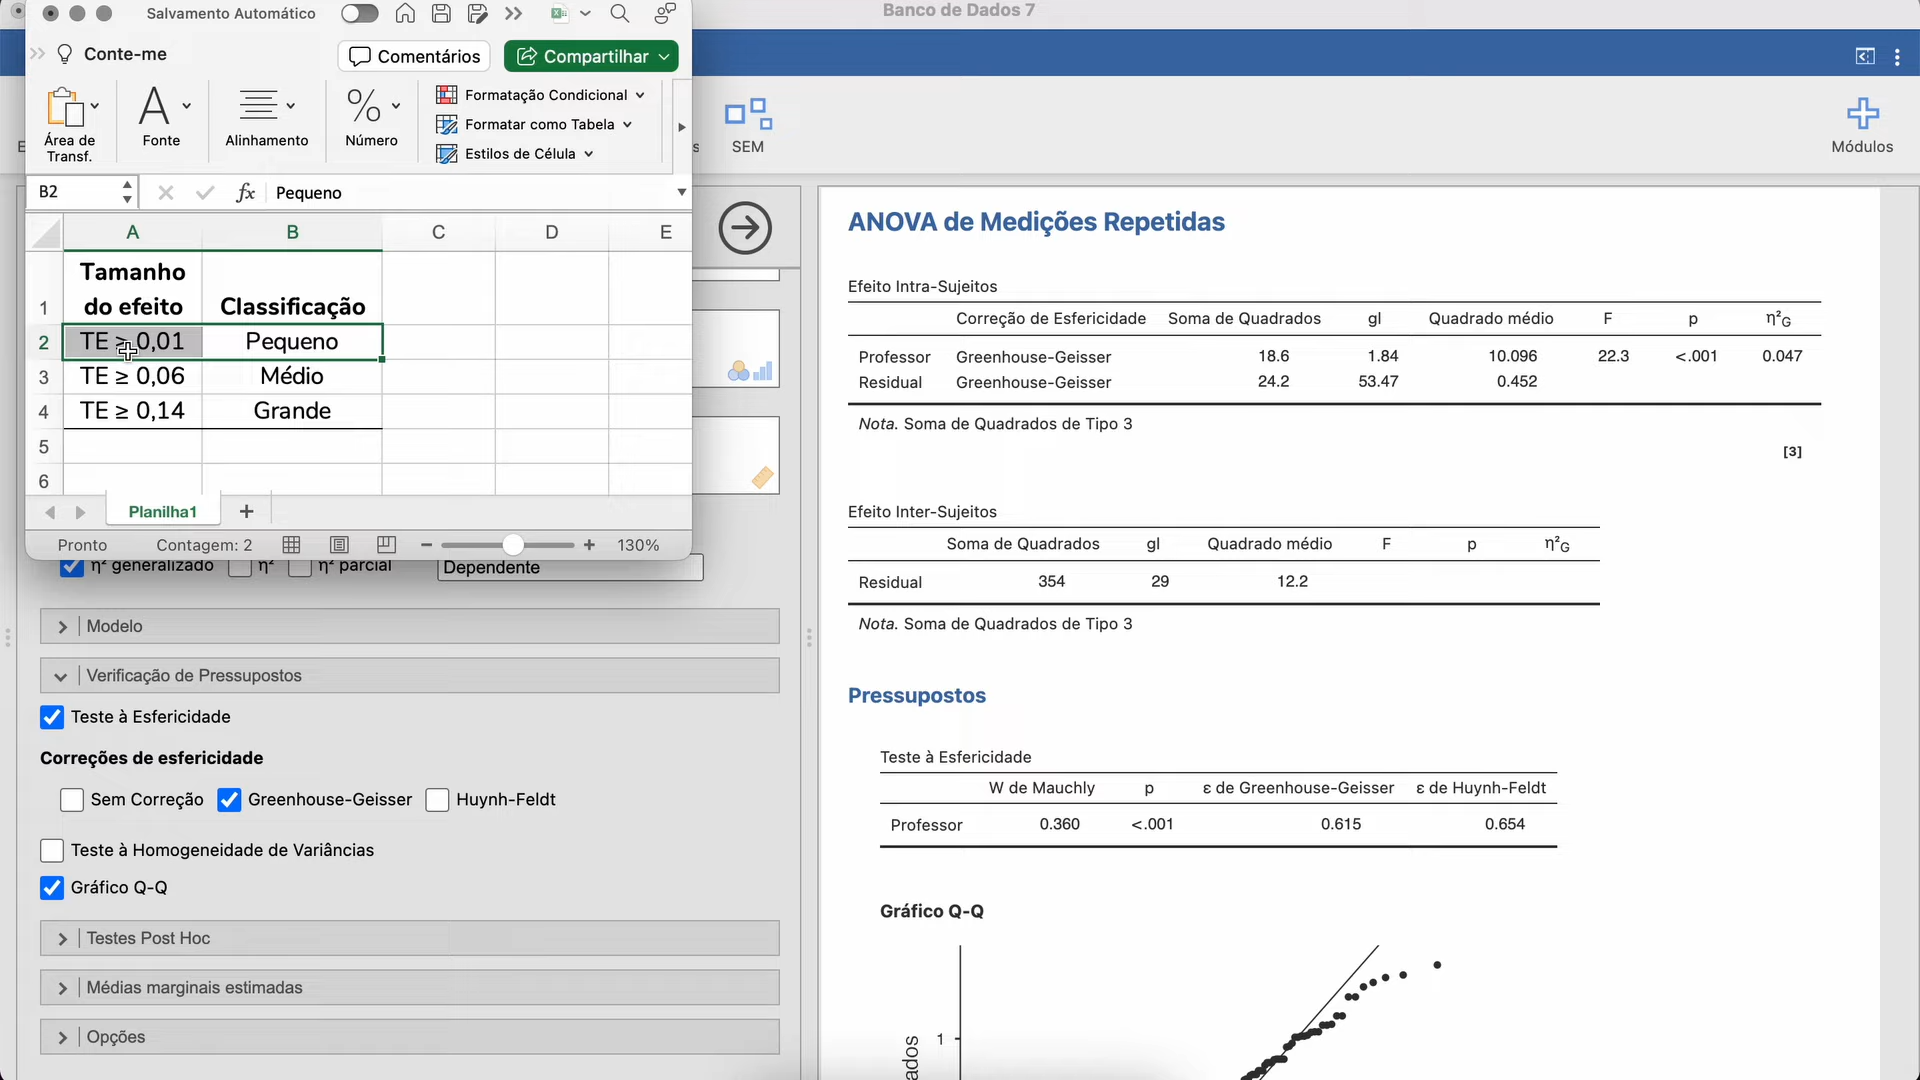 Salvamento Automático
Banco de Dados 7
Conte-me
Comentários
Compartilhar
Área de
Transf.
Fonte
Alinhamento
%
Número
Formatação Condicional
Formatar como Tabela
Estilos de Célula
SEM
Módulos
B2
fx
Pequeno
A B C D E
1 Tamanho
do efeito Classificação
2 TE ≥ 0,01 Pequeno
3 TE ≥ 0,06 Médio
4 TE ≥ 0,14 Grande
5
6
Planilha1
Pronto
Contagem: 2
130%
η² generalizado
η²
η² parcial
Dependente
Modelo
Verificação de Pressupostos
Teste à Esfericidade
Correções de esfericidade
Sem Correção
Greenhouse-Geisser
Huynh-Feldt
Teste à Homogeneidade de Variâncias
Gráfico Q-Q
Testes Post Hoc
Médias marginais estimadas
Opções
ANOVA de Medições Repetidas
Efeito Intra-Sujeitos
Correção de Esfericidade Soma de Quadrados gl Quadrado médio F p η²G
Professor Greenhouse-Geisser 18.6 1.84 10.096 22.3 <.001 0.047
Residual Greenhouse-Geisser 24.2 53.47 0.452
Nota. Soma de Quadrados de Tipo 3
[3]
Efeito Inter-Sujeitos
Soma de Quadrados gl Quadrado médio F p η²G
Residual 354 29 12.2
Nota. Soma de Quadrados de Tipo 3
Pressupostos
Teste à Esfericidade
W de Mauchly p ε de Greenhouse-Geisser ε de Huynh-Feldt
Professor 0.360 <.001 0.615 0.654
Gráfico Q-Q
1